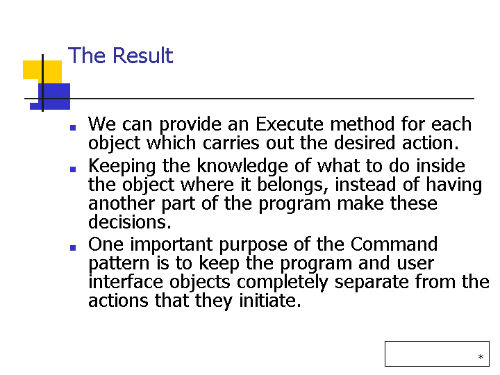 The Result
We can provide an Execute method for each
object which carries out the desired action.
Keeping the knowledge of what to do inside
the object where it belongs, instead of having
another part of the program make these
decisions.
One important purpose of the Command
pattern is to keep the program and user
interface objects completely separate from the
actions that they initiate.
*